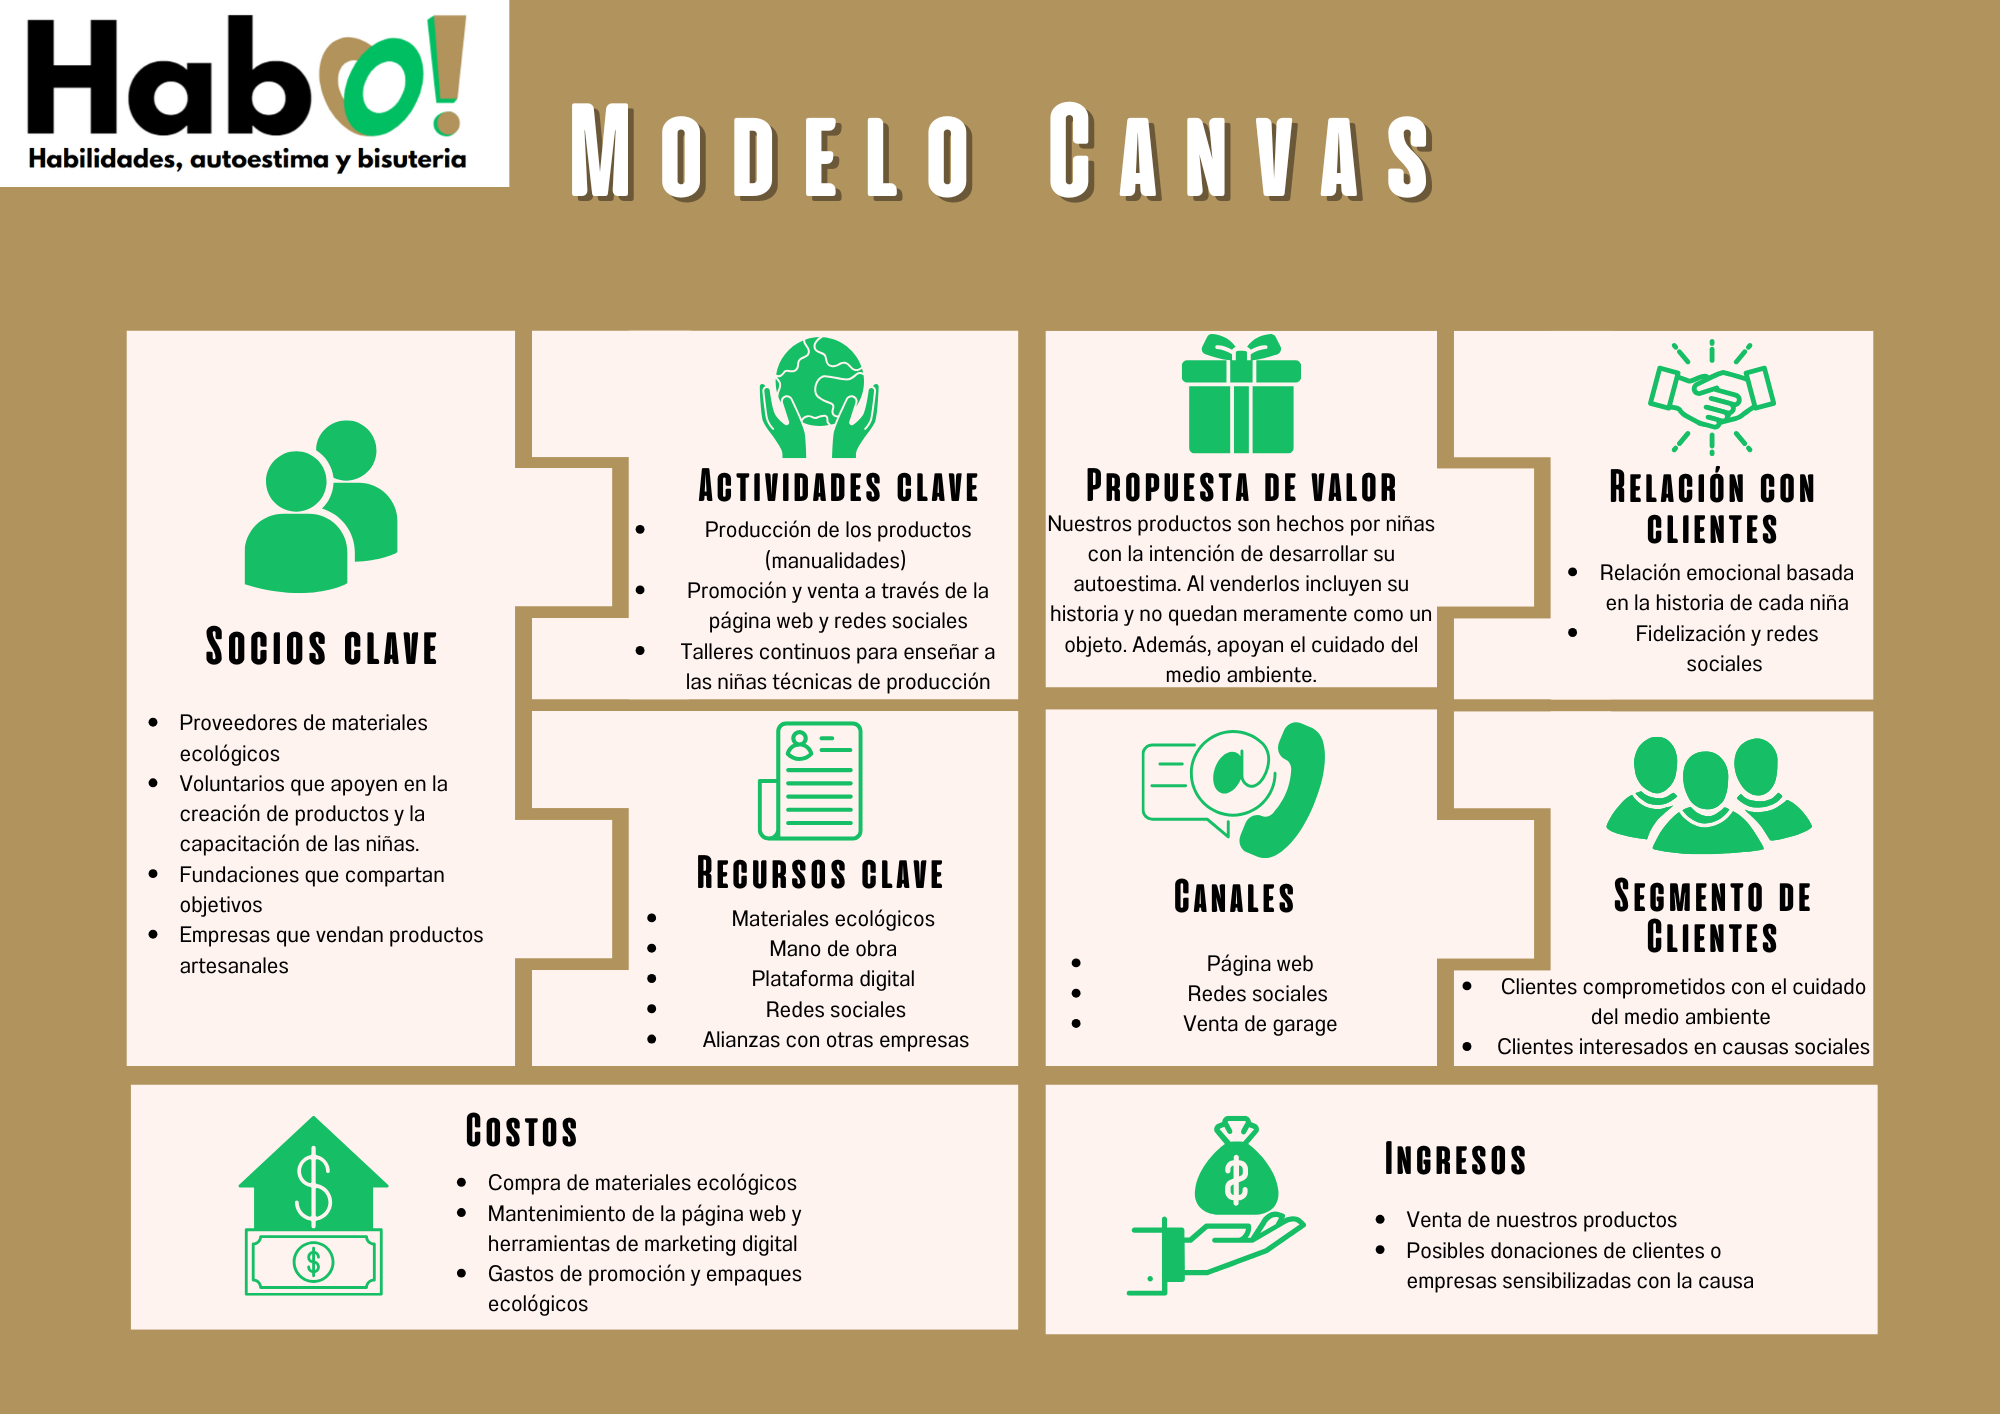 Habo!
Habilidades, autoestima y bisuteria
Modelo Canvas
Socios clave
Proveedores de materiales
ecológicos
Voluntarios que apoyen en la
creación de productos y la
capacitación de las niñas.
Fundaciones que compartan
objetivos
Empresas que vendan productos
artesanales
Actividades clave
Producción de los productos
(manualidades)
Promoción y venta a través de la
página web y redes sociales
Talleres continuos para enseñar a
las niñas técnicas de producción
Recursos clave
Materiales ecológicos
Mano de obra
Plataforma digital
Redes sociales
Alianzas con otras empresas
Propuesta de valor
Nuestros productos son hechos por niñas
con la intención de desarrollar su
autoestima. Al venderlos incluyen su
historia y no quedan meramente como un
objeto. Además, apoyan el cuidado del
medio ambiente.
Canales
Página web
Redes sociales
Venta de garage
Relación con
clientes
Relación emocional basada
en la historia de cada niña
Fidelización y redes
sociales
Segmento de
Clientes
Clientes comprometidos con el cuidado
del medio ambiente
Clientes interesados en causas sociales
Costos
Compra de materiales ecológicos
Mantenimiento de la página web y
herramientas de marketing digital
Gastos de promoción y empaques
ecológicos
Ingresos
Venta de nuestros productos
Posibles donaciones de clientes o
empresas sensibilizadas con la causa